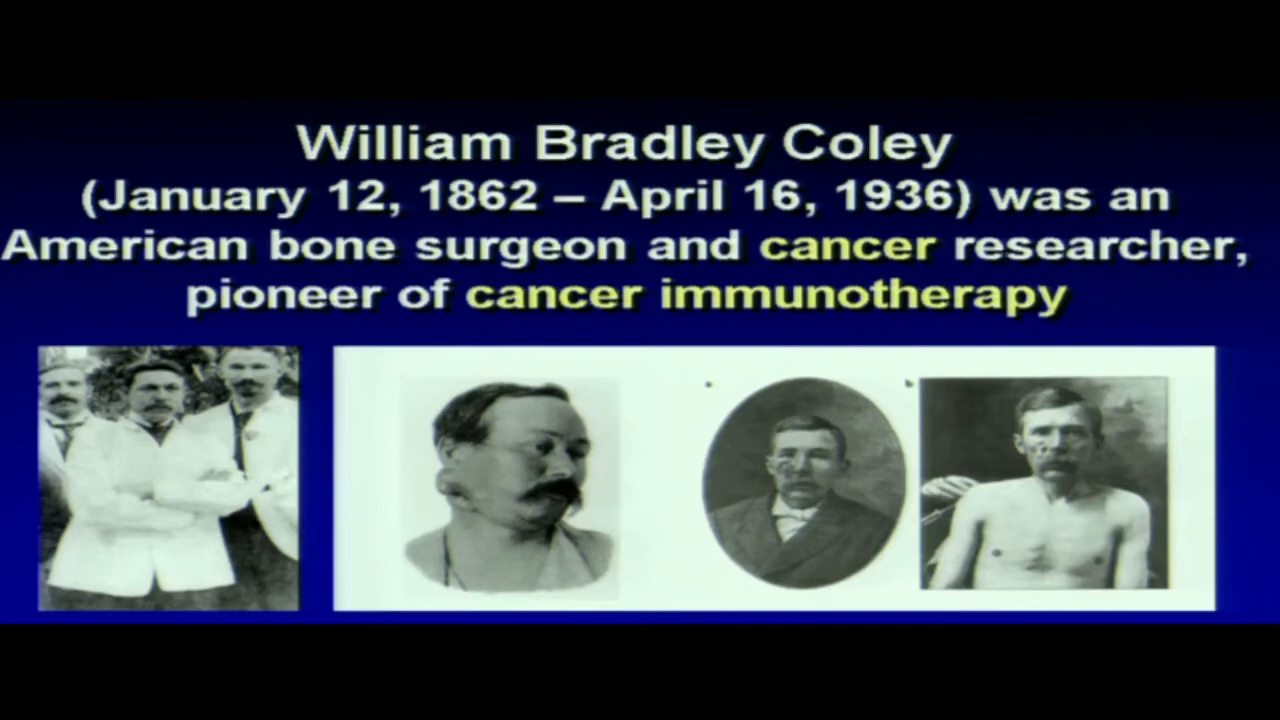 William Bradley Coley
(January 12, 1862 – April 16, 1936) was an
American bone surgeon and cancer researcher,
pioneer of cancer immunotherapy